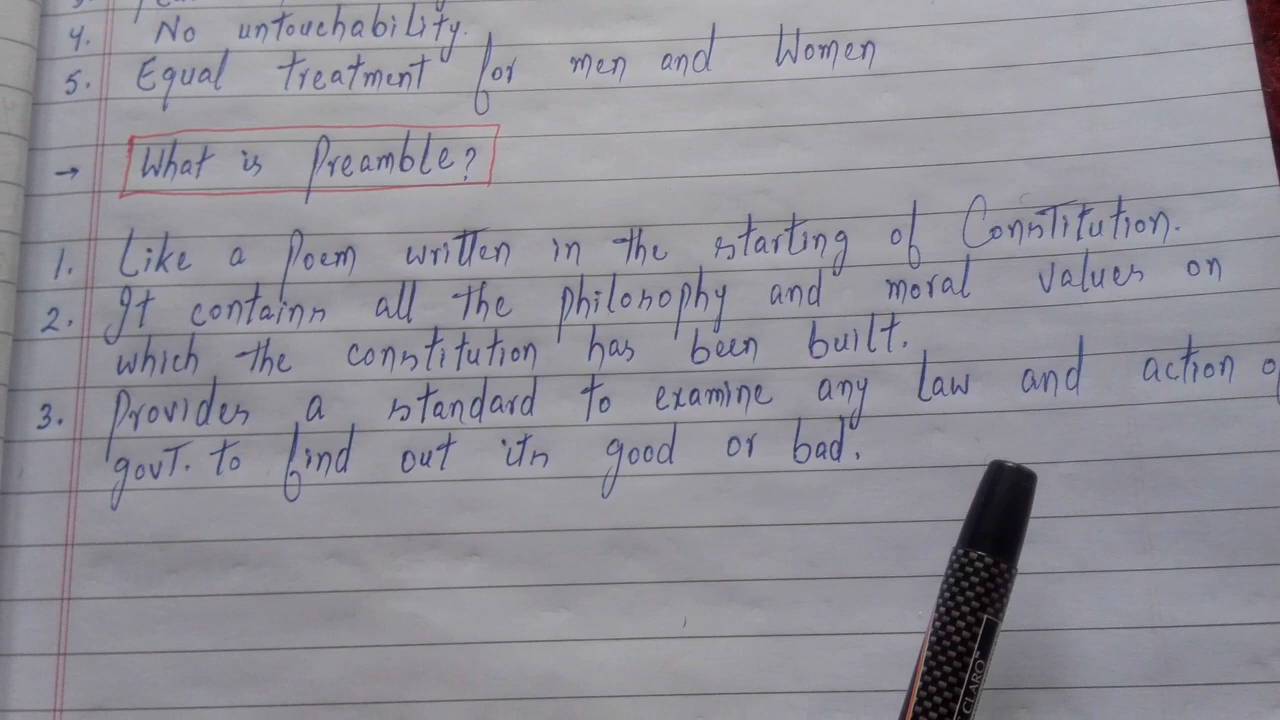 4. No untouchability.
5. Equal treatment for men and Women
→ What is Preamble?
1. Like a Poem written in the starting of Constitution.
2. It contains all the philosophy and moral values on
which the constitution has been built.
3. Provides a standard to examine any law and action of
govt. to find out its good or bad.
CLARO™